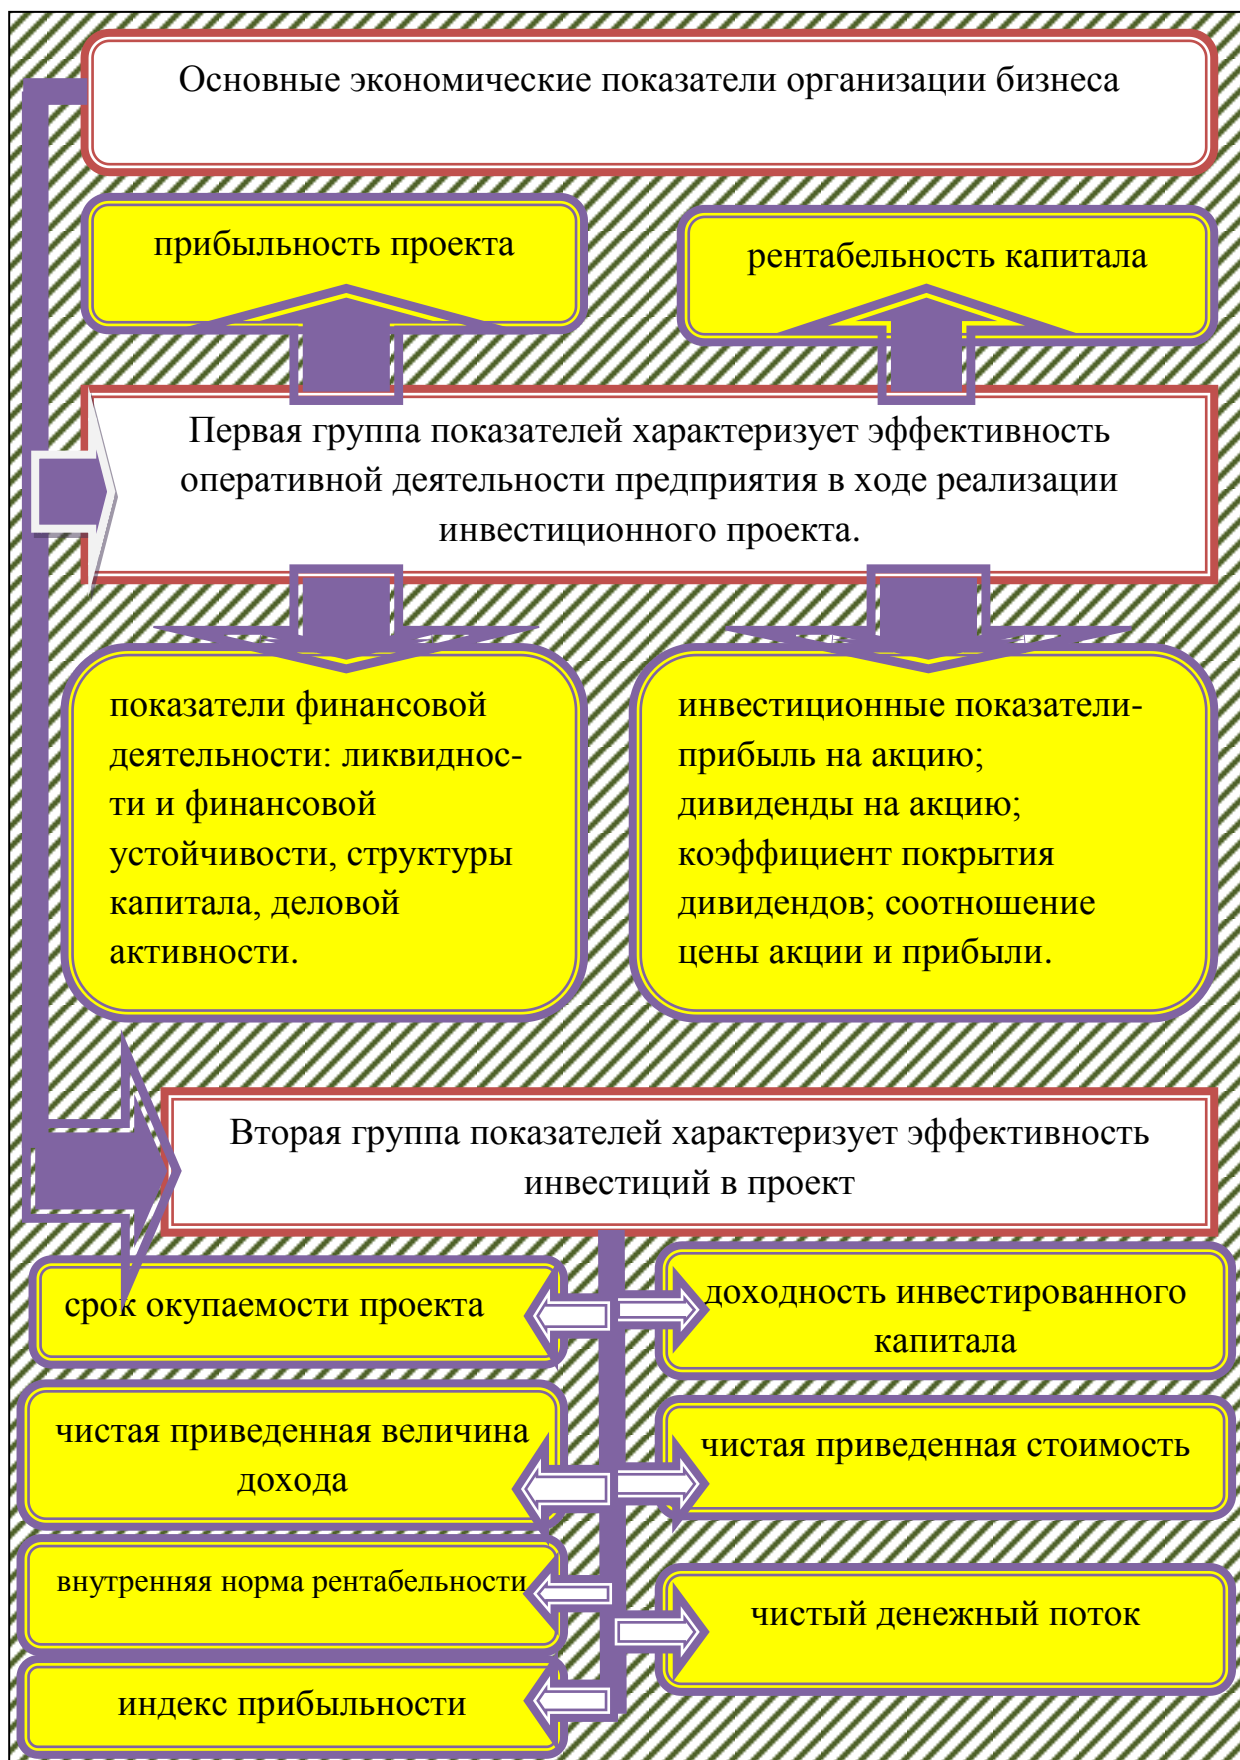 Основные экономические показатели организации бизнеса
прибыльность проекта
рентабельность капитала
Первая группа показателей характеризует эффективность
оперативной деятельности предприятия в ходе реализации
инвестиционного проекта.
показатели финансовой
деятельности: ликвиднос-
ти и финансовой
устойчивости, структуры
капитала, деловой
активности.
инвестиционные показатели-
прибыль на акцию;
дивиденды на акцию;
коэффициент покрытия
дивидендов; соотношение
цены акции и прибыли.
Вторая группа показателей характеризует эффективность
инвестиций в проект
срок окупаемости проекта
доходность инвестированного
капитала
чистая приведенная величина
дохода
чистая приведенная стоимость
внутренняя норма рентабельности
чистый денежный поток
индекс прибыльности